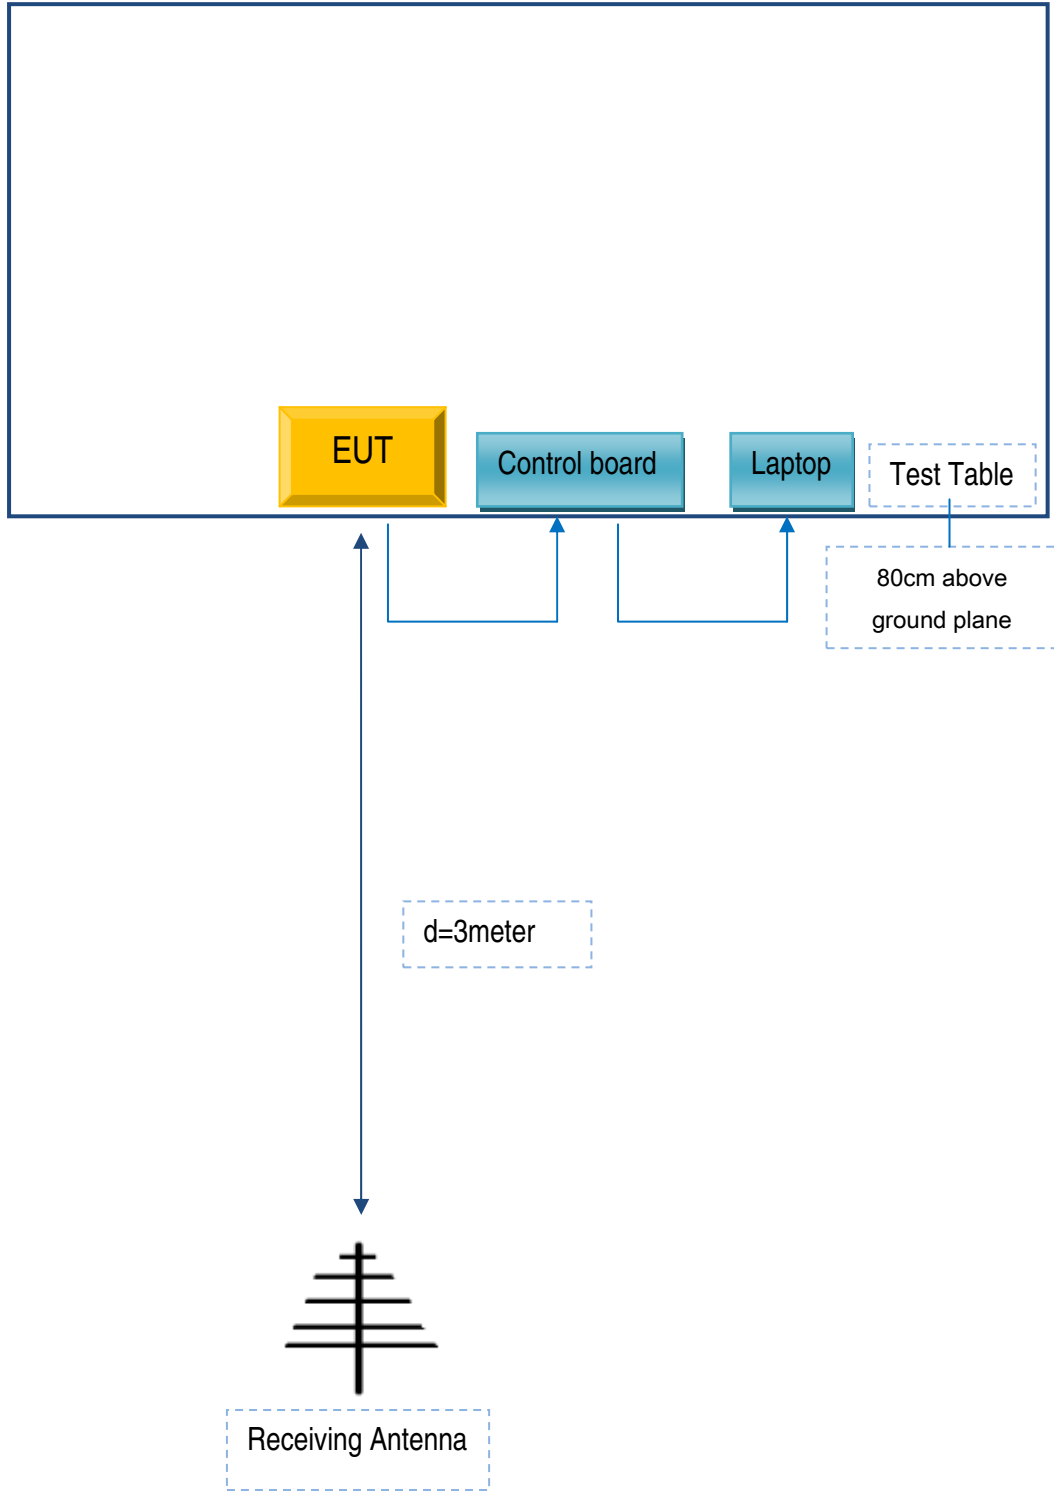 EUT
Control board
Laptop
Test Table
80cm above
ground plane
d=3meter
Receiving Antenna